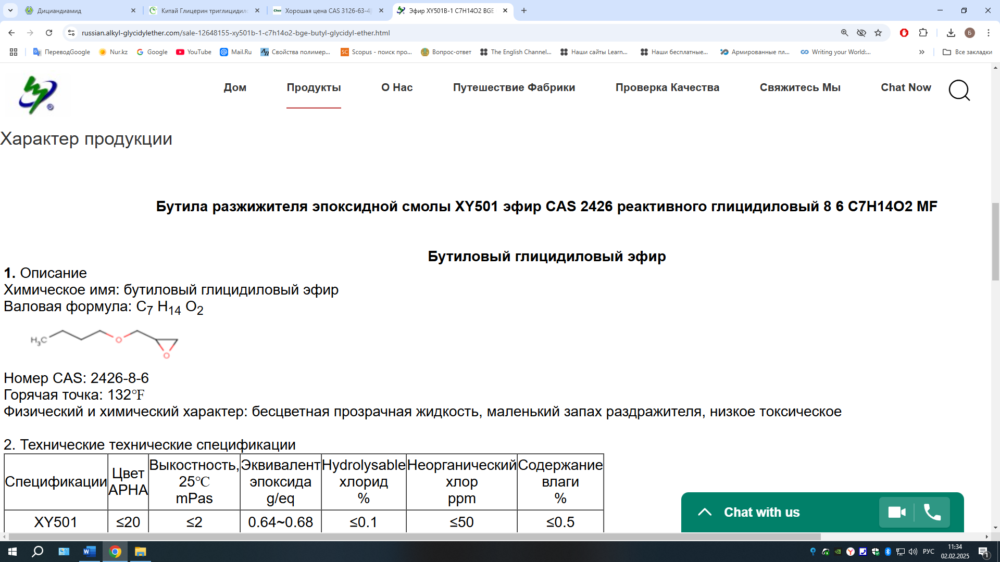 Дициандиамид
Китай Глицерин триглицидил
Хорошая цена CAS 3126-63-4|
Эфир XY501B-1 C7H14O2 BGE
russian.alkyl-glycidylether.com/sale-12648155-xy501b-1-c7h14o2-bge-butyl-glycidyl-ether.html
Б
ПереводGoogle
Nur.kz
Google
YouTube
Mail.Ru
Свойства полимер...
Scopus - поиск про...
Вопрос-ответ
The English Channel...
Наши сайты Learn...
Наши бесплатные...
Армированные пл...
Writing your World:...
Все закладки
Дом
Продукты
О Нас
Путешествие Фабрики
Проверка Качества
Свяжитесь Мы
Chat Now
Характер продукции
Бутила разжижителя эпоксидной смолы XY501 эфир CAS 2426 реактивного глицидиловый 8 6 C7H14O2 MF
Бутиловый глицидиловый эфир
1. Описание
Химическое имя: бутиловый глицидиловый эфир
Валовая формула: C7 H14 O2
H3C
O
O
Номер CAS: 2426-8-6
Горячая точка: 132°F
Физический и химический характер: бесцветная прозрачная жидкость, маленький запах раздражителя, низкое токсическое
2. Технические технические спецификации
Спецификации
Цвет
APHA
Выкостность,
25℃
mPas
Эквивалент
эпоксида
g/eq
Hydrolysable
хлорид
%
Неорганический
хлор
ppm
Содержание
влаги
%
XY501
≤20
≤2
0.64~0.68
≤0.1
≤50
≤0.5
Chat with us
РУС
11:34
02.02.2025
1